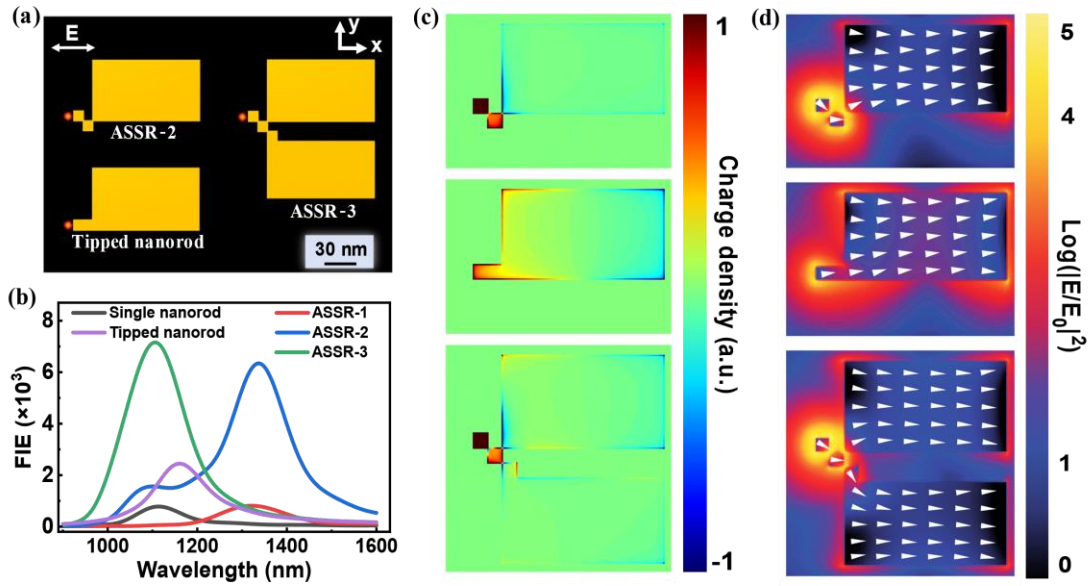 (a)
E
y
x
ASSR-2
ASSR-3
Tipped nanorod
30 nm
(b)
Single nanorod
ASSR-1
Tipped nanorod
ASSR-2
ASSR-3
FIE (×10³)
8
6
4
2
0
1000 1200 1400 1600
Wavelength (nm)
(c)
1
Charge density (a.u.)
-1
(d)
5
4
1
0
Log(|E/E₀|²)